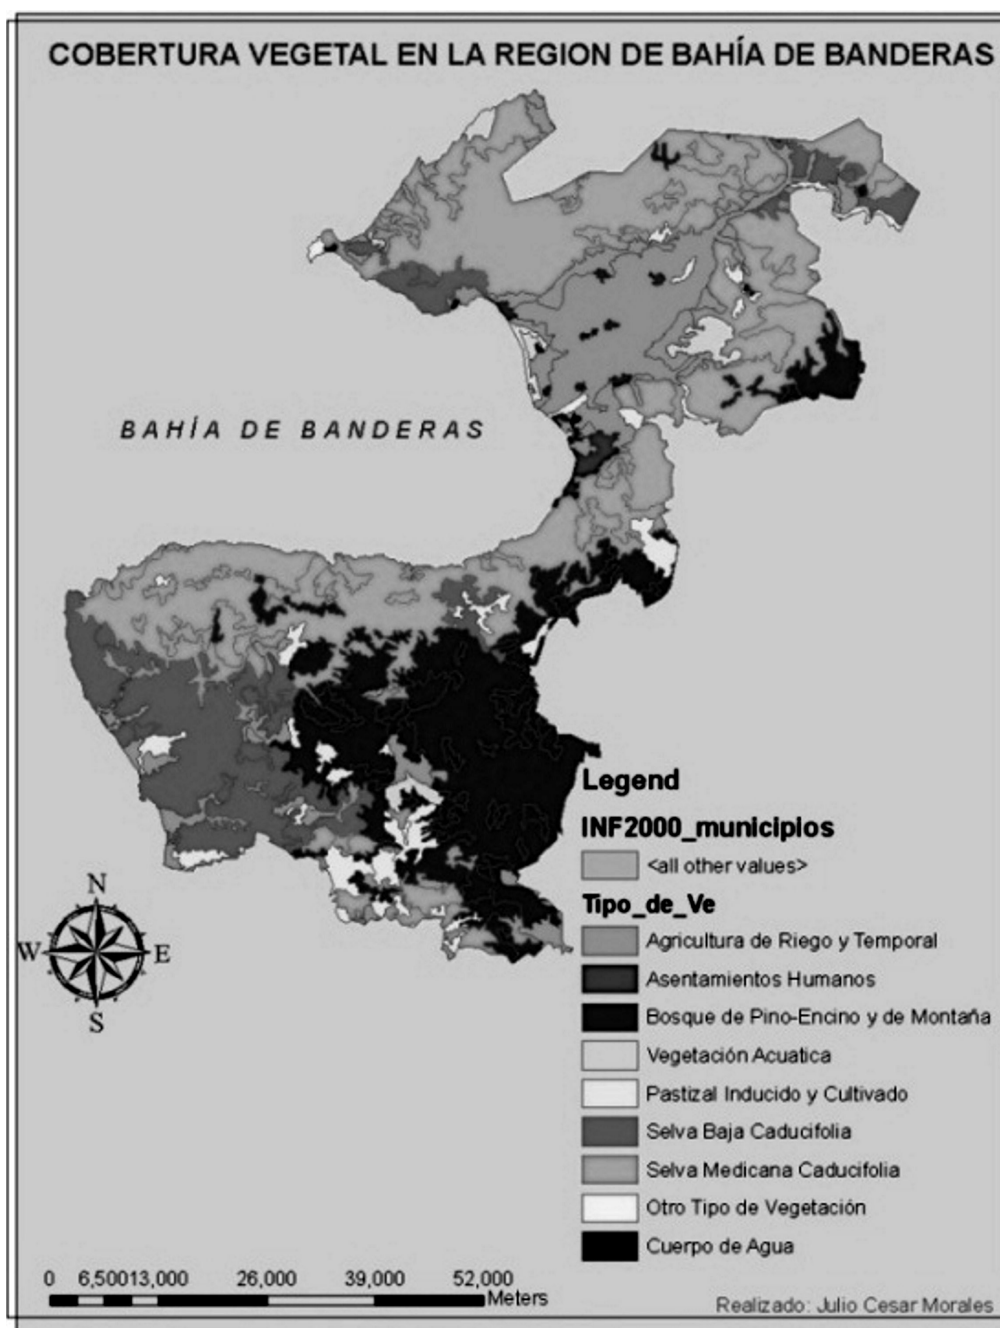 COBERTURA VEGETAL EN LA REGION DE BAHÍA DE BANDERAS
BAHÍA DE BANDERAS
Legend
INF2000_municipios
<all other values>
Tipo_de_Ve
Agricultura de Riego y Temporal
Asentamientos Humanos
Bosque de Pino-Encino y de Montaña
Vegetación Acuatica
Pastizal Inducido y Cultivado
Selva Baja Caducifolia
Selva Medicana Caducifolia
Otro Tipo de Vegetación
Cuerpo de Agua
N
W E
S
0 6,50013,000 26,000 39,000 52,000
Meters
Realizado: Julio Cesar Morales